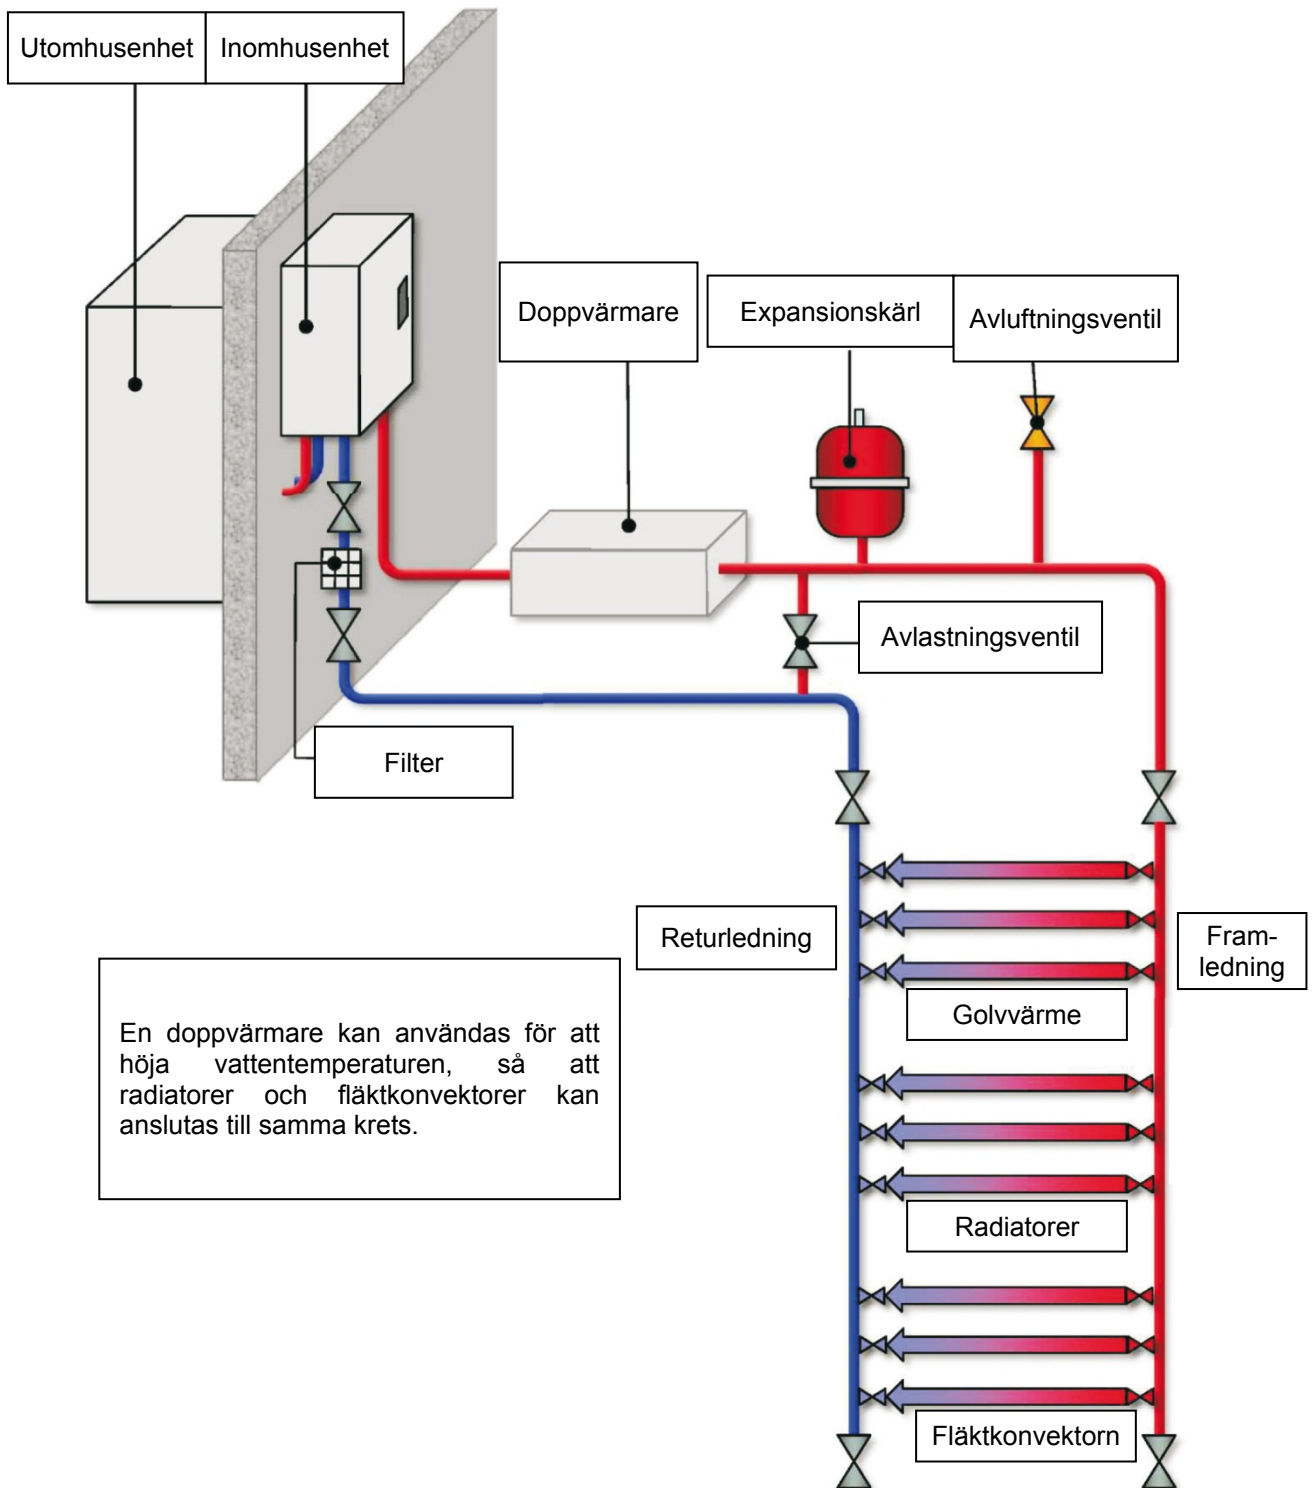 Utomhusenhet
Inomhusenhet
Doppvärmare
Expansionskärl
Avluftningsventil
Avlastningsventil
Filter
Returledning
Fram-
ledning
Golvvärme
En doppvärmare kan användas för att
höja vattentemperaturen, så att
radiatorer och fläktkonvektorer kan
anslutas till samma krets.
Radiatorer
Fläktkonvektorn